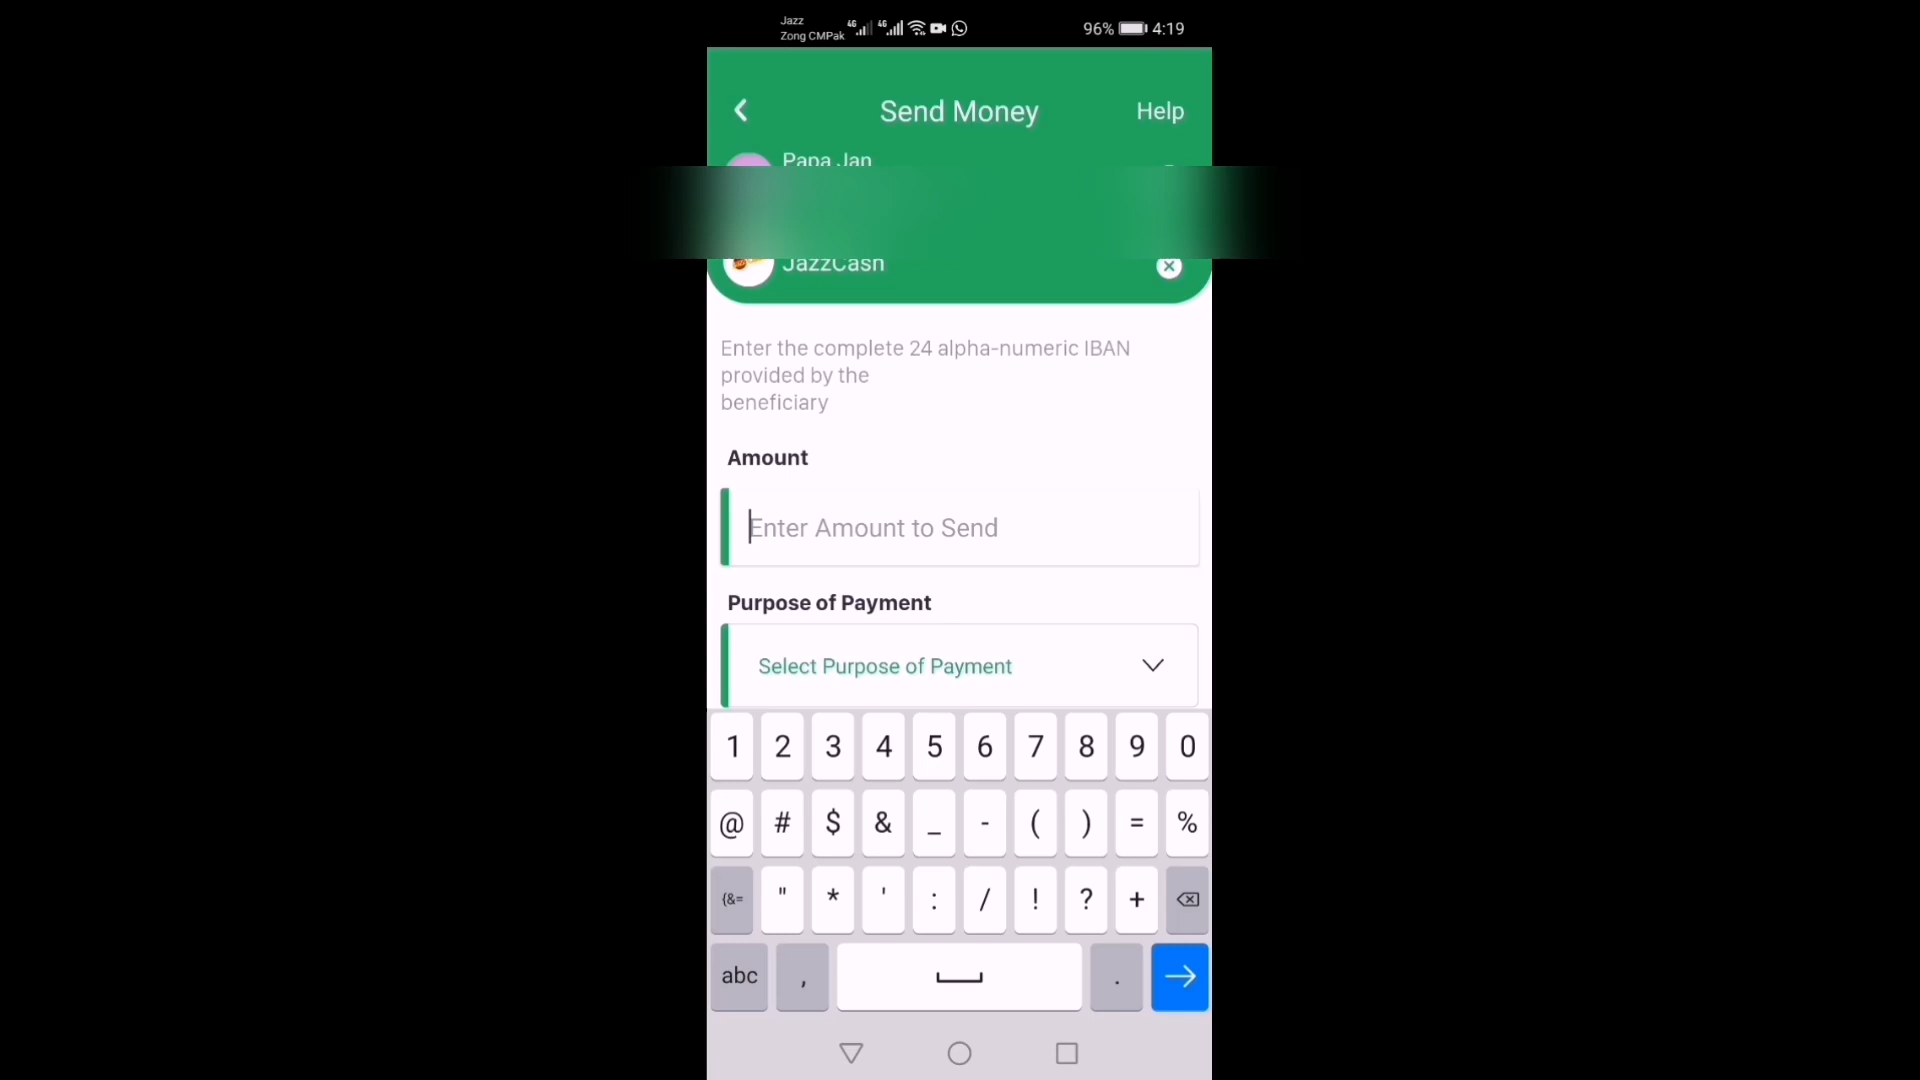 Jazz
Zong CMPak
4G 4G 96% 4:19
Send Money
Help
Papa Jan
JazzCash
Enter the complete 24 alpha-numeric IBAN
provided by the
beneficiary
Amount
Enter Amount to Send
Purpose of Payment
Select Purpose of Payment
1 2 3 4 5 6 7 8 9 0
@ # $ & _ - ( ) = %
{&= " * ' : / ! ? +
abc , .